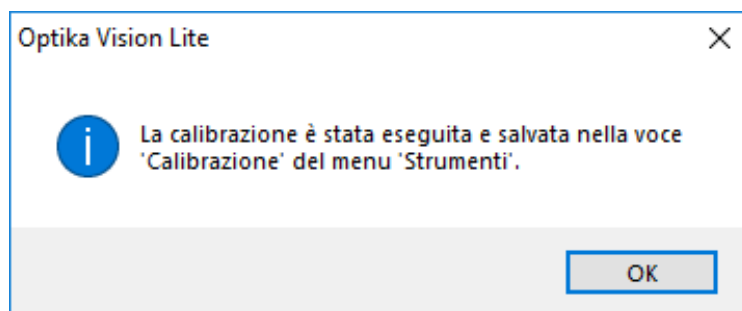 Optika Vision Lite
La calibrazione è stata eseguita e salvata nella voce
'Calibrazione' del menu 'Strumenti'.
OK